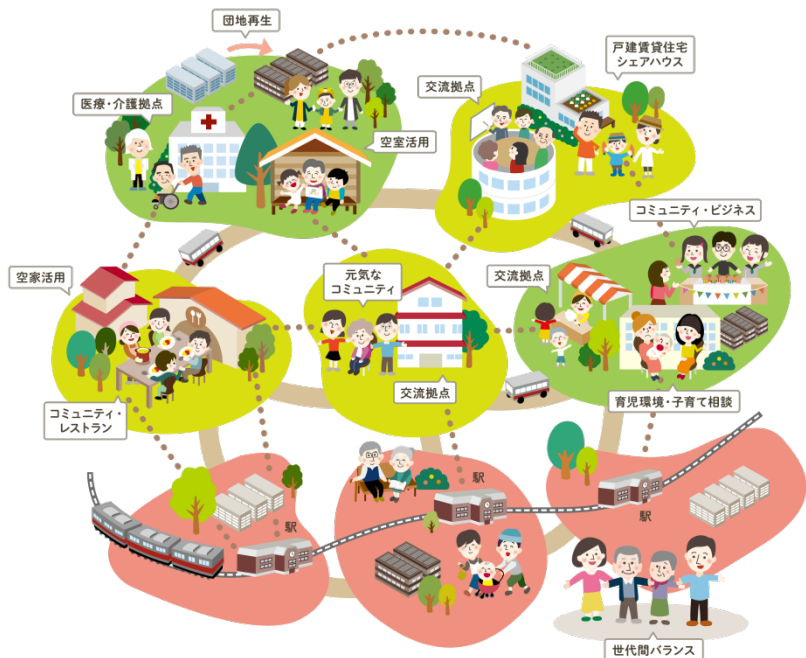 団地再生
戸建賃貸住宅
シェアハウス
医療・介護拠点
交流拠点
空室活用
コミュニティ・ビジネス
空家活用
元気な
コミュニティ
交流拠点
コミュニティ・
レストラン
交流拠点
育児環境・子育て相談
駅
駅
駅
世代間バランス